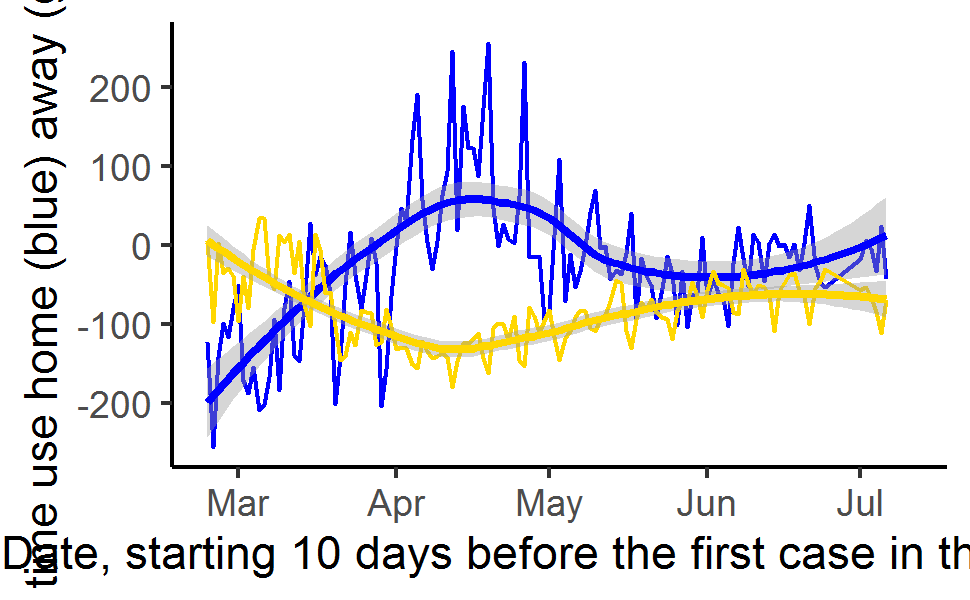 time use home (blue) away (
200
100
0
-100
-200
Mar Apr May Jun Jul
Date, starting 10 days before the first case in th